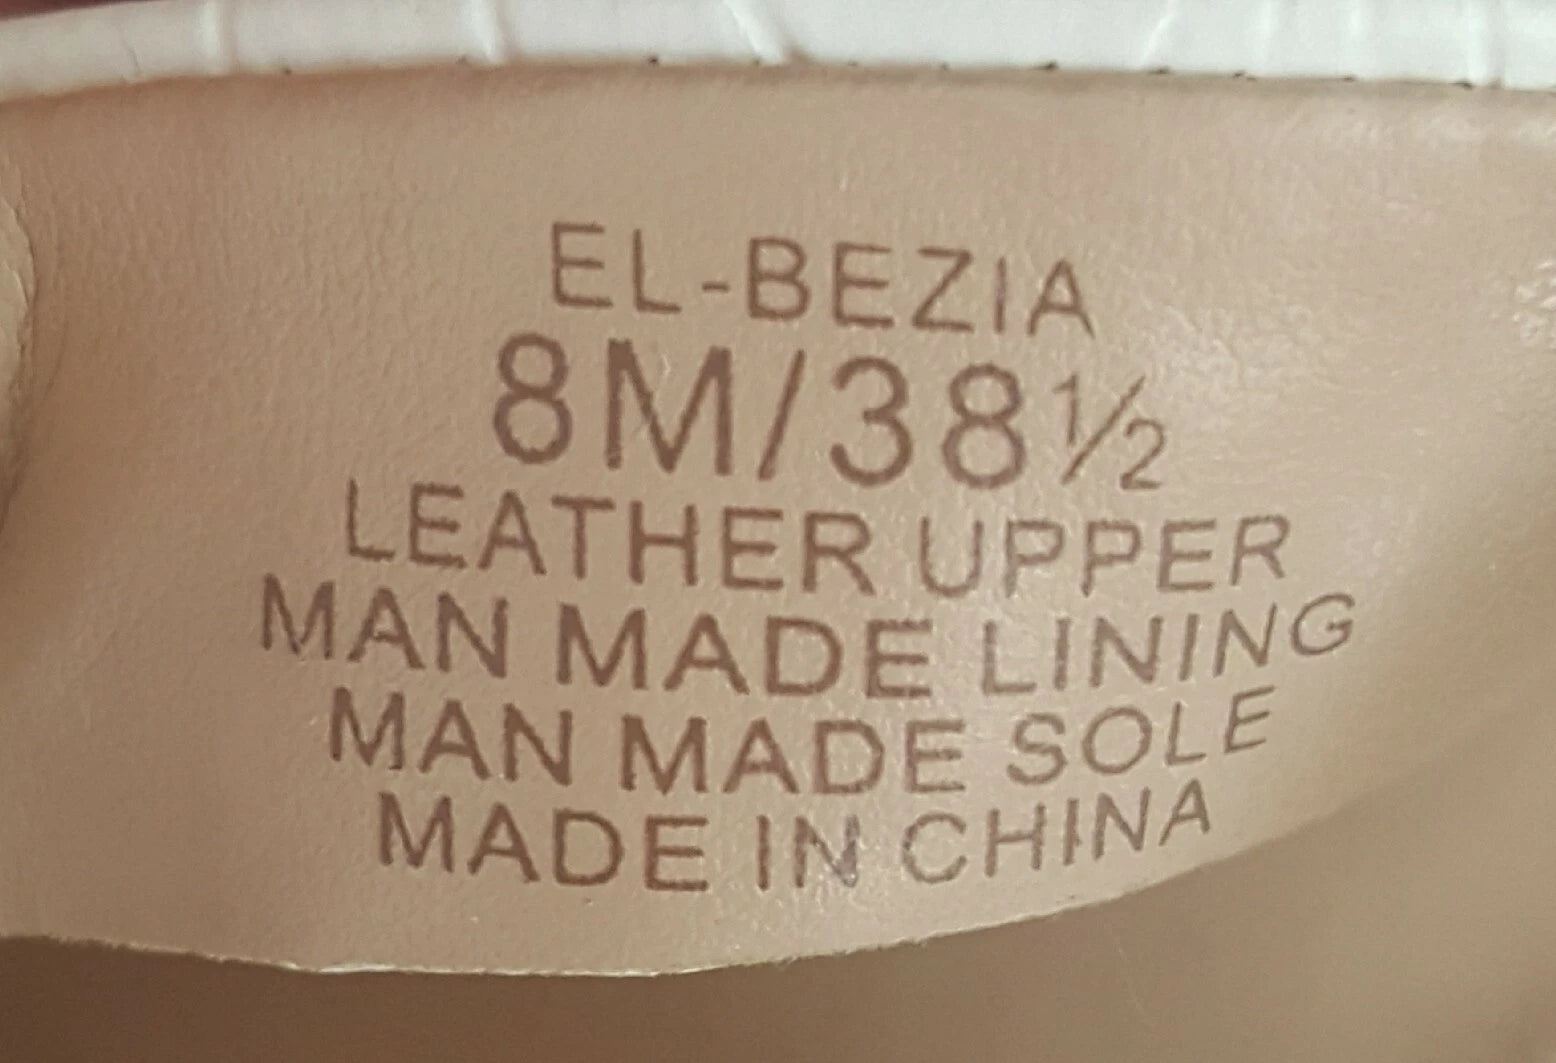 EL-BEZIA
8M/38½
LEATHER UPPER
MAN MADE LINING
MAN MADE SOLE
MADE IN CHINA